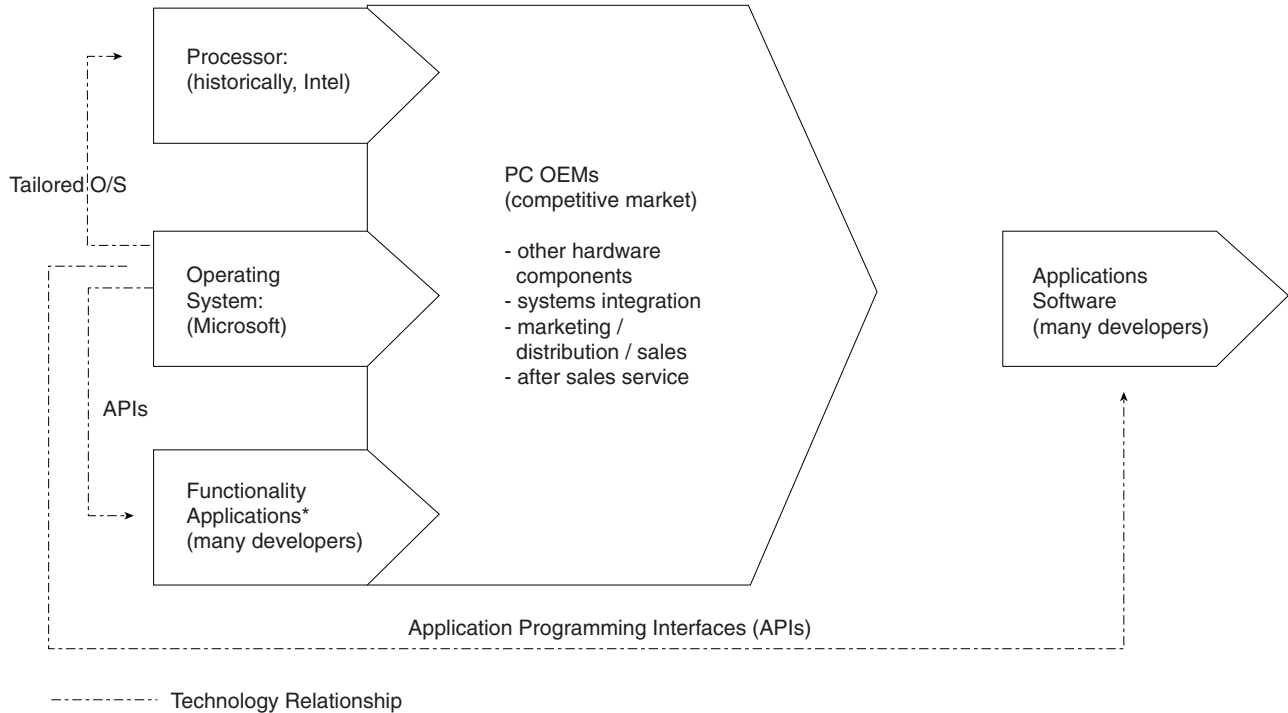 Processor:
(historically, Intel)
Tailored O/S
Operating
System:
(Microsoft)
APIs
Functionality
Applications*
(many developers)
PC OEMs
(competitive market)
- other hardware
components
- systems integration
- marketing /
distribution / sales
- after sales service
Applications
Software
(many developers)
Application Programming Interfaces (APIs)
Technology Relationship